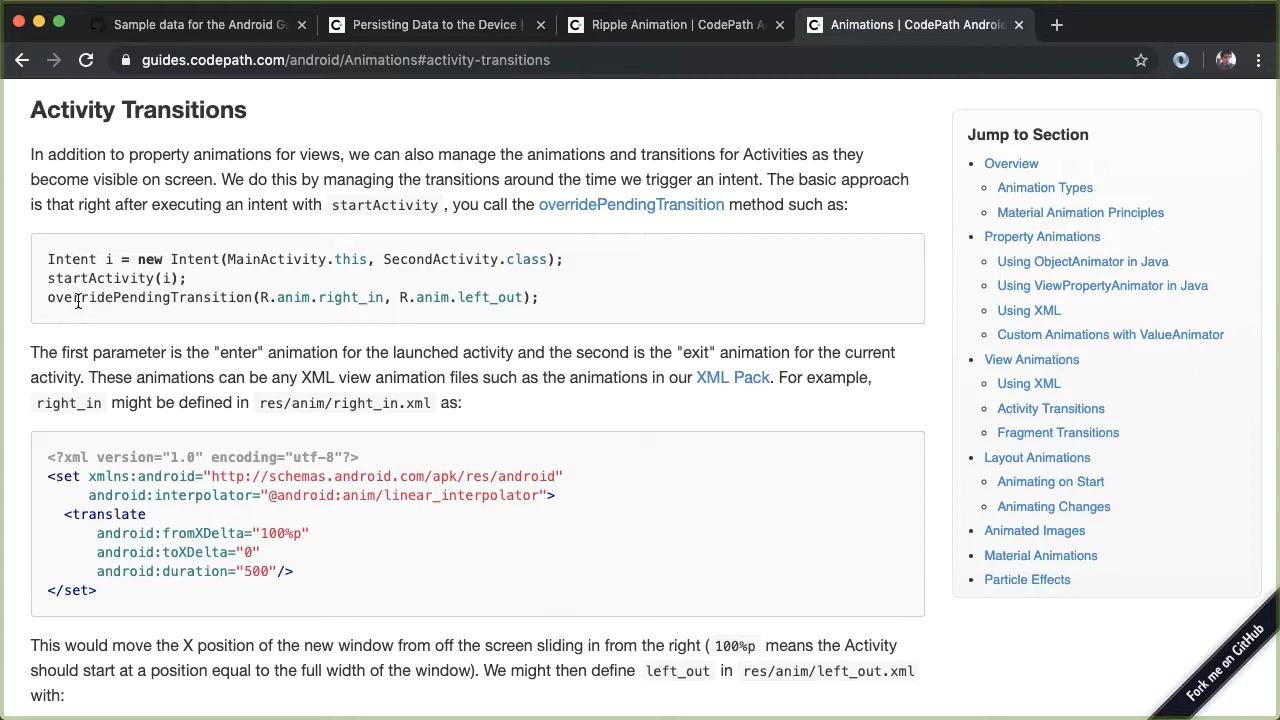 Sample data for the Android G
Persisting Data to the Device |
Ripple Animation | CodePath A
Animations | CodePath Androi
guides.codepath.com/android/Animations#activity-transitions
Activity Transitions
In addition to property animations for views, we can also manage the animations and transitions for Activities as they
become visible on screen. We do this by managing the transitions around the time we trigger an intent. The basic approach
is that right after executing an intent with startActivity , you call the overridePendingTransition method such as:
Intent i = new Intent(MainActivity.this, SecondActivity.class);
startActivity(i);
overridePendingTransition(R.anim.right_in, R.anim.left_out);
The first parameter is the "enter" animation for the launched activity and the second is the "exit" animation for the current
activity. These animations can be any XML view animation files such as the animations in our XML Pack. For example,
right_in might be defined in res/anim/right_in.xml as:
<?xml version="1.0" encoding="utf-8"?>
<set xmlns:android="http://schemas.android.com/apk/res/android"
android:interpolator="@android:anim/linear_interpolator">
<translate
android:fromXDelta="100%p"
android:toXDelta="0"
android:duration="500"/>
</set>
This would move the X position of the new window from off the screen sliding in from the right ( 100%p means the Activity
should start at a position equal to the full width of the window). We might then define left_out in res/anim/left_out.xml
with:
Jump to Section
Overview
Animation Types
Material Animation Principles
Property Animations
Using ObjectAnimator in Java
Using ViewPropertyAnimator in Java
Using XML
Custom Animations with ValueAnimator
View Animations
Using XML
Activity Transitions
Fragment Transitions
Layout Animations
Animating on Start
Animating Changes
Animated Images
Material Animations
Particle Effects
Fork me on GitHub